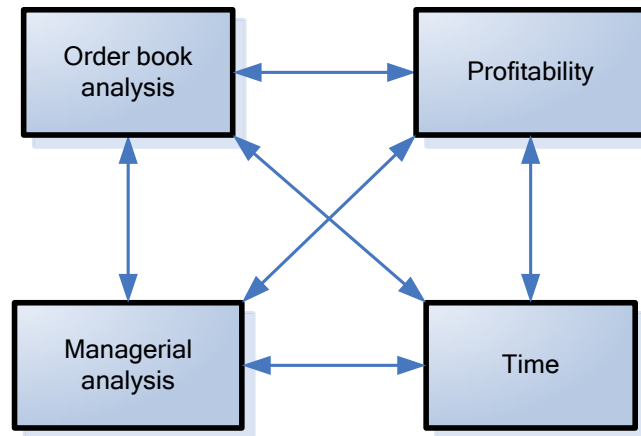 Order book
analysis
Profitability
Managerial
analysis
Time